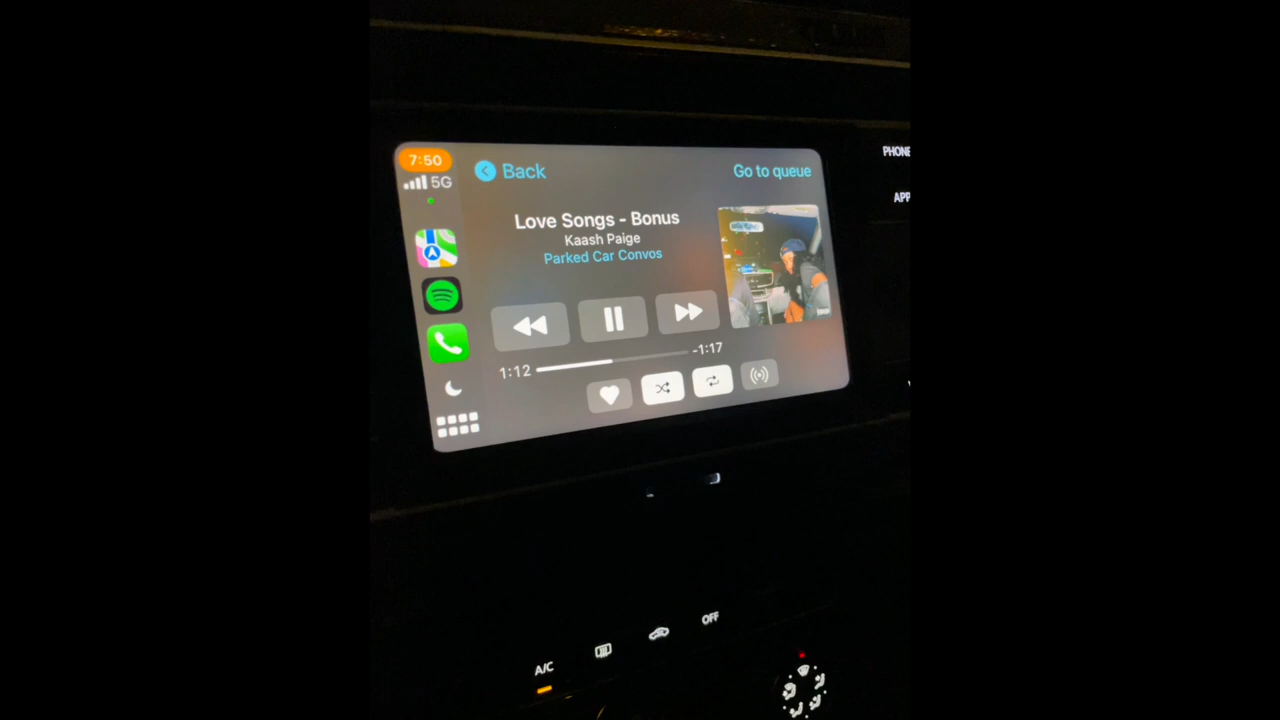 7:50
5G
Back
Go to queue
Love Songs - Bonus
Kaash Paige
Parked Car Convos
1:12
-1:17
PHONE
APP
A/C
OFF